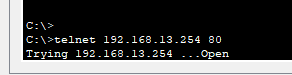 C:\>
C:\>telnet 192.168.13.254 80
Trying 192.168.13.254 ...Open